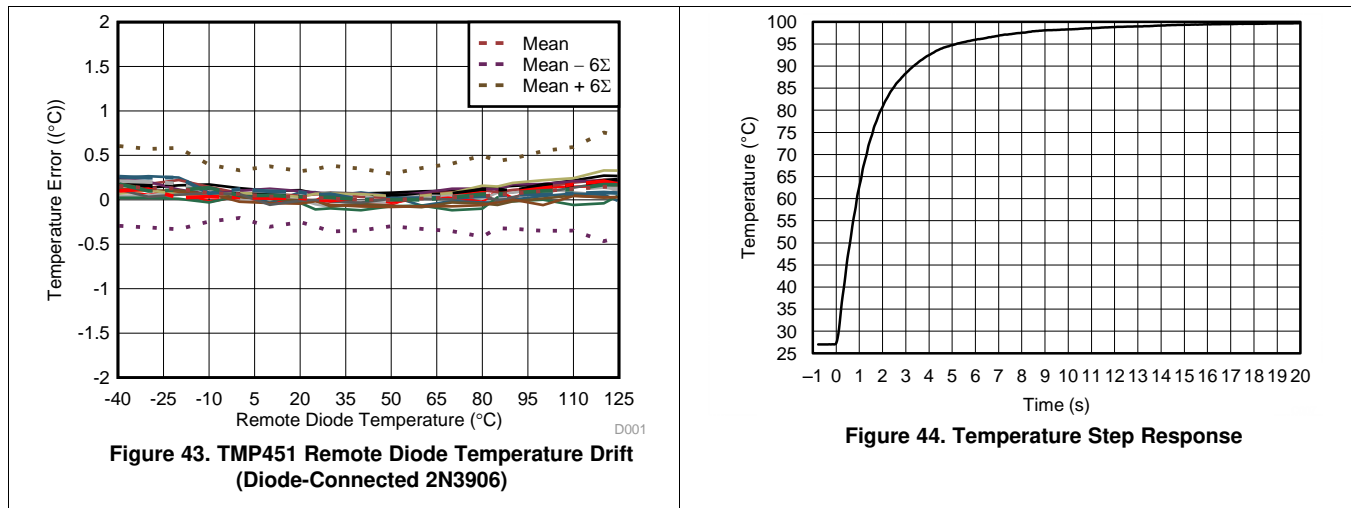 2
1.5
1
0.5
0
-0.5
-1
-1.5
-2
Temperature Error ((°C))
Mean
Mean – 6Σ
Mean + 6Σ
-40 -25 -10 5 20 35 50 65 80 95 110 125
Remote Diode Temperature (°C)
D001
Figure 43. TMP451 Remote Diode Temperature Drift
(Diode-Connected 2N3906)
100
95
90
85
80
75
70
65
60
55
50
45
40
35
30
25
Temperature (°C)
–1 0 1 2 3 4 5 6 7 8 9 10 11 12 13 14 15 16 17 18 19 20
Time (s)
Figure 44. Temperature Step Response